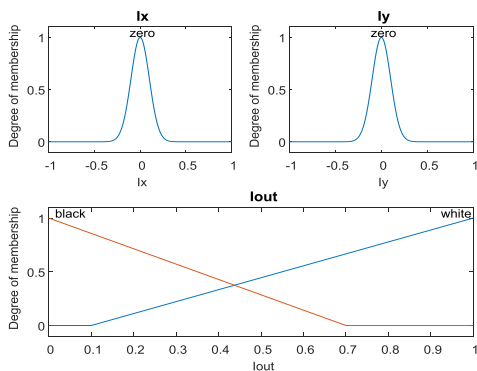 Ix
zero
Degree of membership
1
0.5
0
-1 -0.5 0 0.5 1
Ix
Iy
zero
Degree of membership
1
0.5
0
-1 -0.5 0 0.5 1
Iy
Iout
black white
Degree of membership
1
0.5
0
0 0.1 0.2 0.3 0.4 0.5 0.6 0.7 0.8 0.9 1
Iout